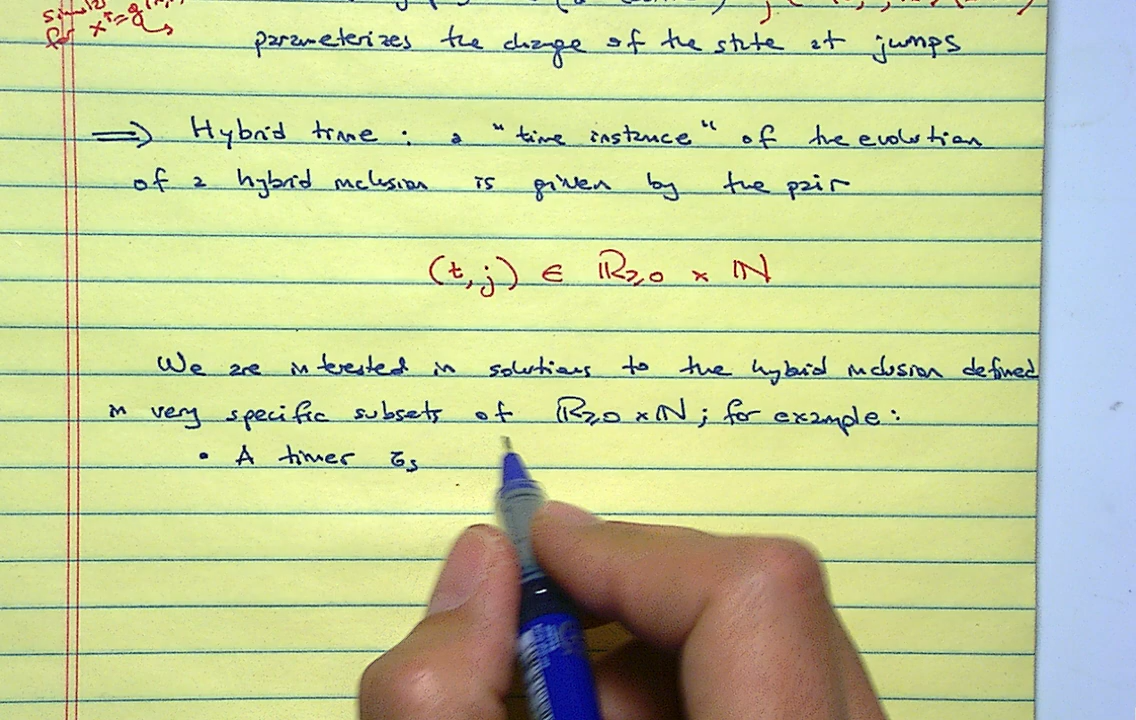 for x⁺=g
parameterizes the change of the state at jumps
⟹ Hybrid time : a "time instance" of the evolution
of a hybrid inclusion is given by the pair
(t,j) ∈ ℝ≥0 × ℕ
We are interested in solutions to the hybrid inclusion defined
in very specific subsets of ℝ≥0 × ℕ ; for example :
• A timer τs